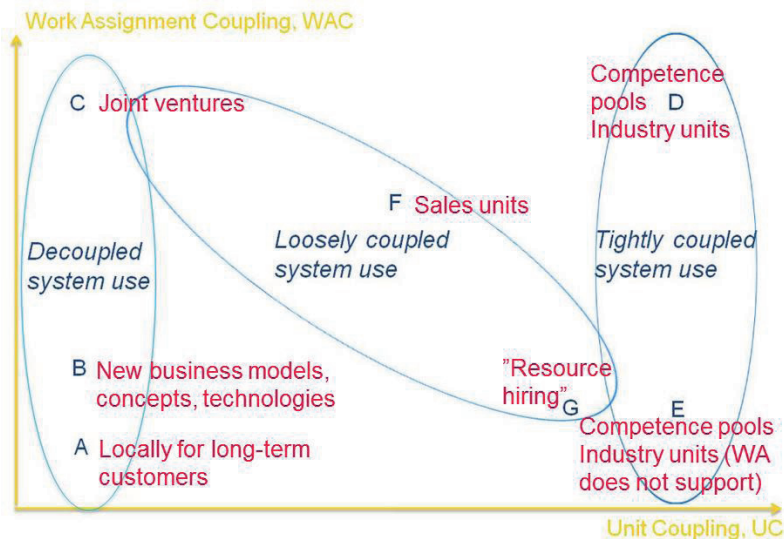 Work Assignment Coupling, WAC
C Joint ventures
Competence
pools D
Industry units
F Sales units
Decoupled
system use
Loosely coupled
system use
Tightly coupled
system use
B New business models,
concepts, technologies
"Resource
hiring"
G
E
A Locally for long-term
customers
Competence pools
Industry units (WA
does not support)
Unit Coupling, UC